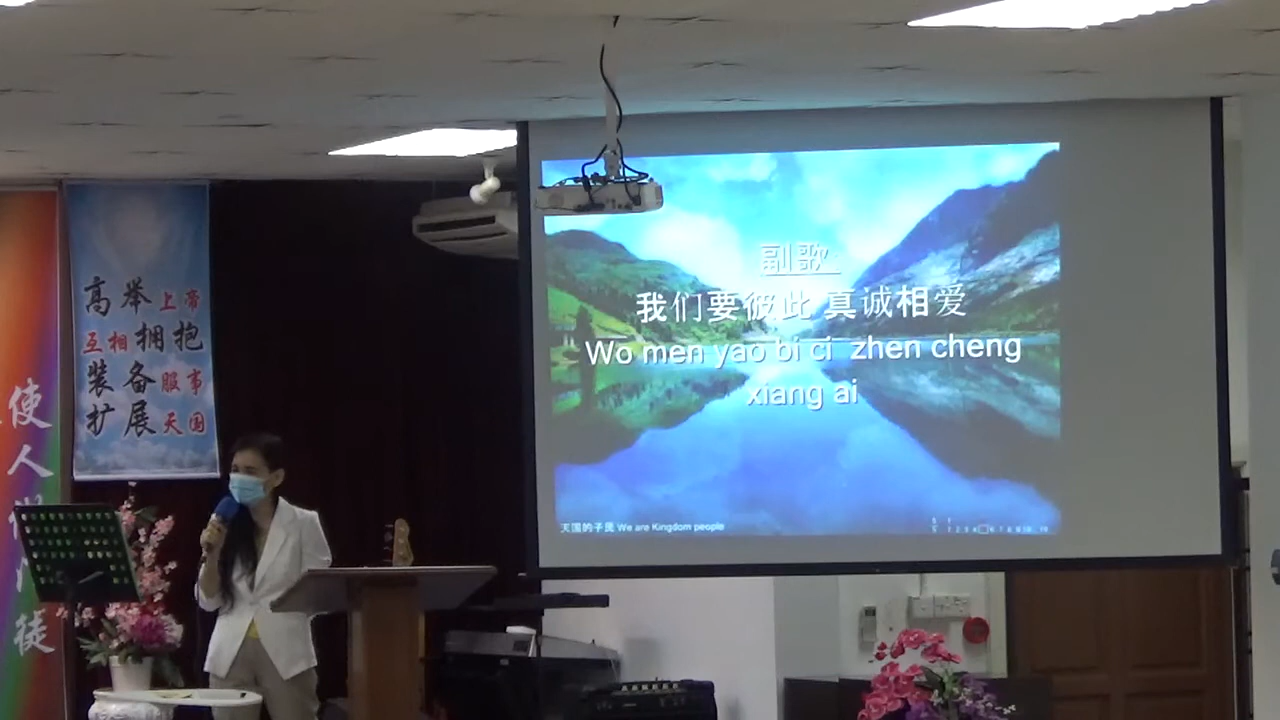 高举上帝
互相拥抱
装备服事
扩展天国
使人
徒
副歌
我们要彼此 真诚相爱
Wo men yao bi ci zhen cheng
xiang ai
天国的子民 We are Kingdom people